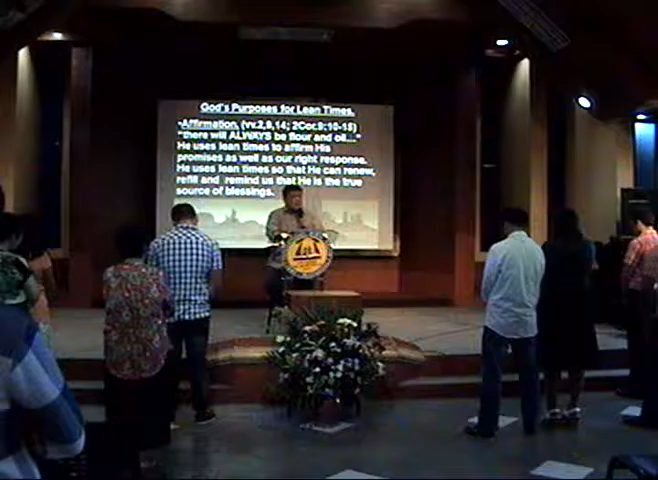 God's Purposes for Lean Times.
•Affirmation. (vv.2,9,14; 2Cor.9:10-15)
"there will ALWAYS be flour and oil…"
He uses lean times to affirm His
promises as well as our right response.
He uses lean times so that He can renew,
refill and remind us that He is the true
source of blessings.